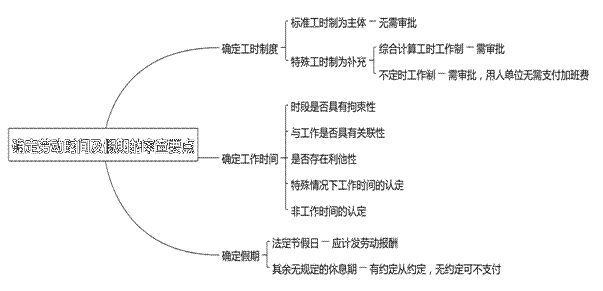 标准工时制为主体 — 无需审批
确定工时制度
综合计算工时工作制 — 需审批
特殊工时制为补充
不定时工作制 — 需审批，用人单位无需支付加班费
时段是否具有拘束性
与工作是否具有关联性
确定劳动时间及假期的审查要点
确定工作时间
是否存在利他性
特殊情况下工作时间的认定
非工作时间的认定
法定节假日 — 应计发劳动报酬
确定假期
其余无规定的休息期 — 有约定从约定，无约定可不支付